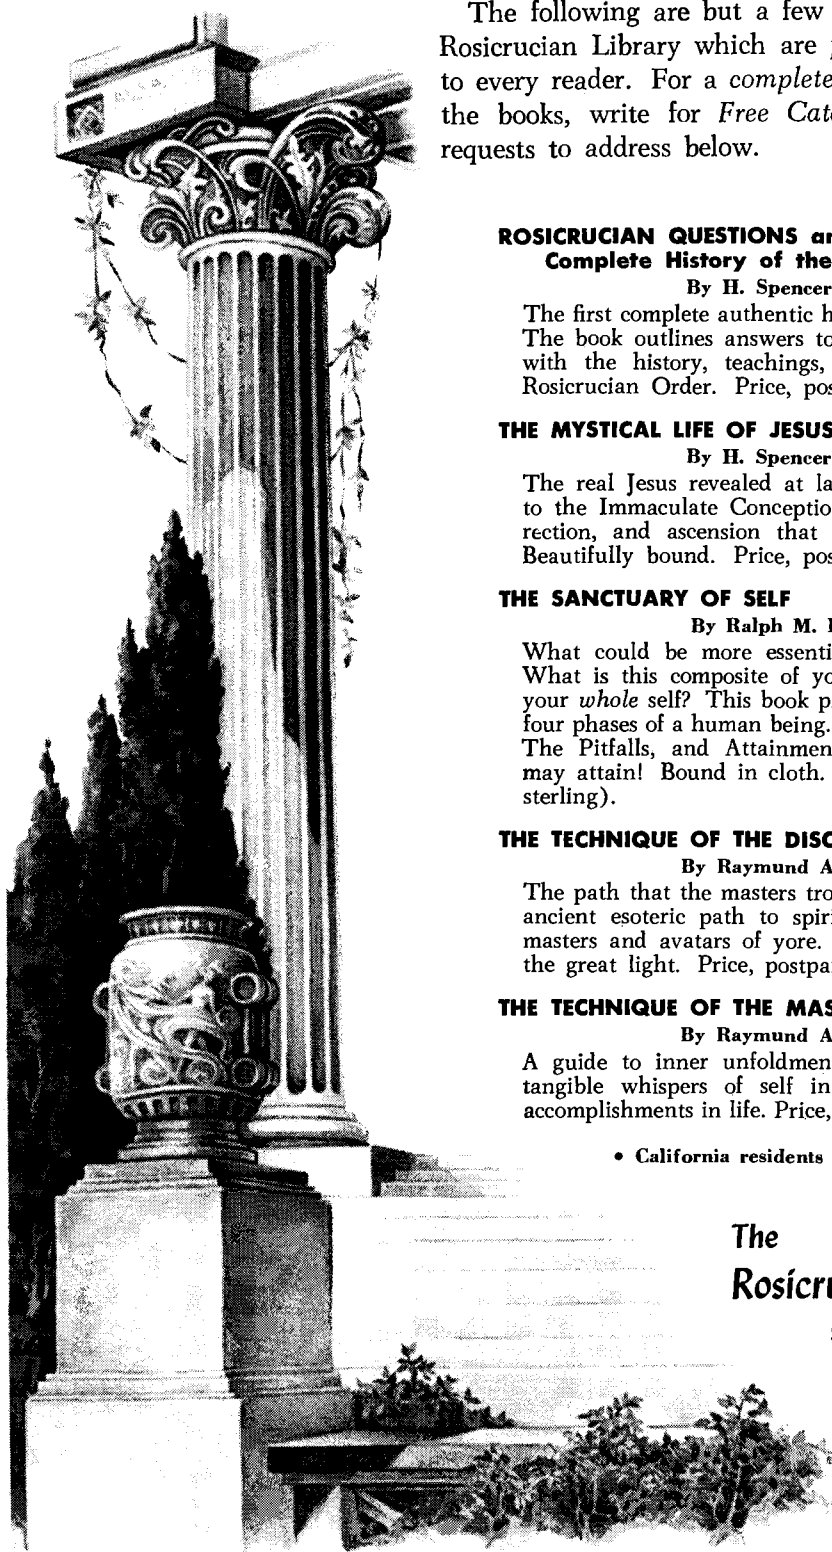 The following are but a few
Rosicrucian Library which are
to every reader. For a complete
the books, write for Free Cat
requests to address below.
ROSICRUCIAN QUESTIONS an
Complete History of the
By H. Spencer
The first complete authentic h
The book outlines answers to
with the history, teachings,
Rosicrucian Order. Price, pos
THE MYSTICAL LIFE OF JESUS
By H. Spencer
The real Jesus revealed at la
to the Immaculate Conceptio
rection, and ascension that
Beautifully bound. Price, pos
THE SANCTUARY OF SELF
By Ralph M.
What could be more essenti
What is this composite of yo
your whole self? This book p
four phases of a human being.
The Pitfalls, and Attainmen
may attain! Bound in cloth.
sterling).
THE TECHNIQUE OF THE DISC
By Raymund A
The path that the masters tro
ancient esoteric path to spiri
masters and avatars of yore.
the great light. Price, postpa
THE TECHNIQUE OF THE MAS
By Raymund A
A guide to inner unfoldmen
tangible whispers of self in
accomplishments in life. Price,
• California residents
The
Rosicru